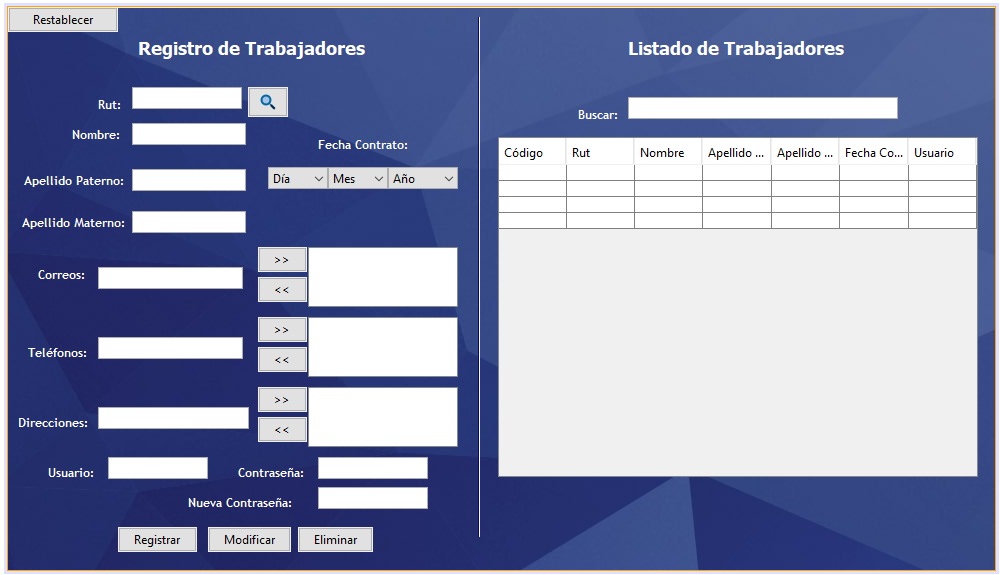 Restablecer
Registro de Trabajadores
Rut:
Nombre:
Fecha Contrato:
Apellido Paterno:
Día Mes Año
Apellido Materno:
Correos:
>>
<<
Teléfonos:
>>
<<
Direcciones:
>>
<<
Usuario:
Contraseña:
Nueva Contraseña:
Registrar Modificar Eliminar
Listado de Trabajadores
Buscar:
Código Rut Nombre Apellido ... Apellido ... Fecha Co... Usuario